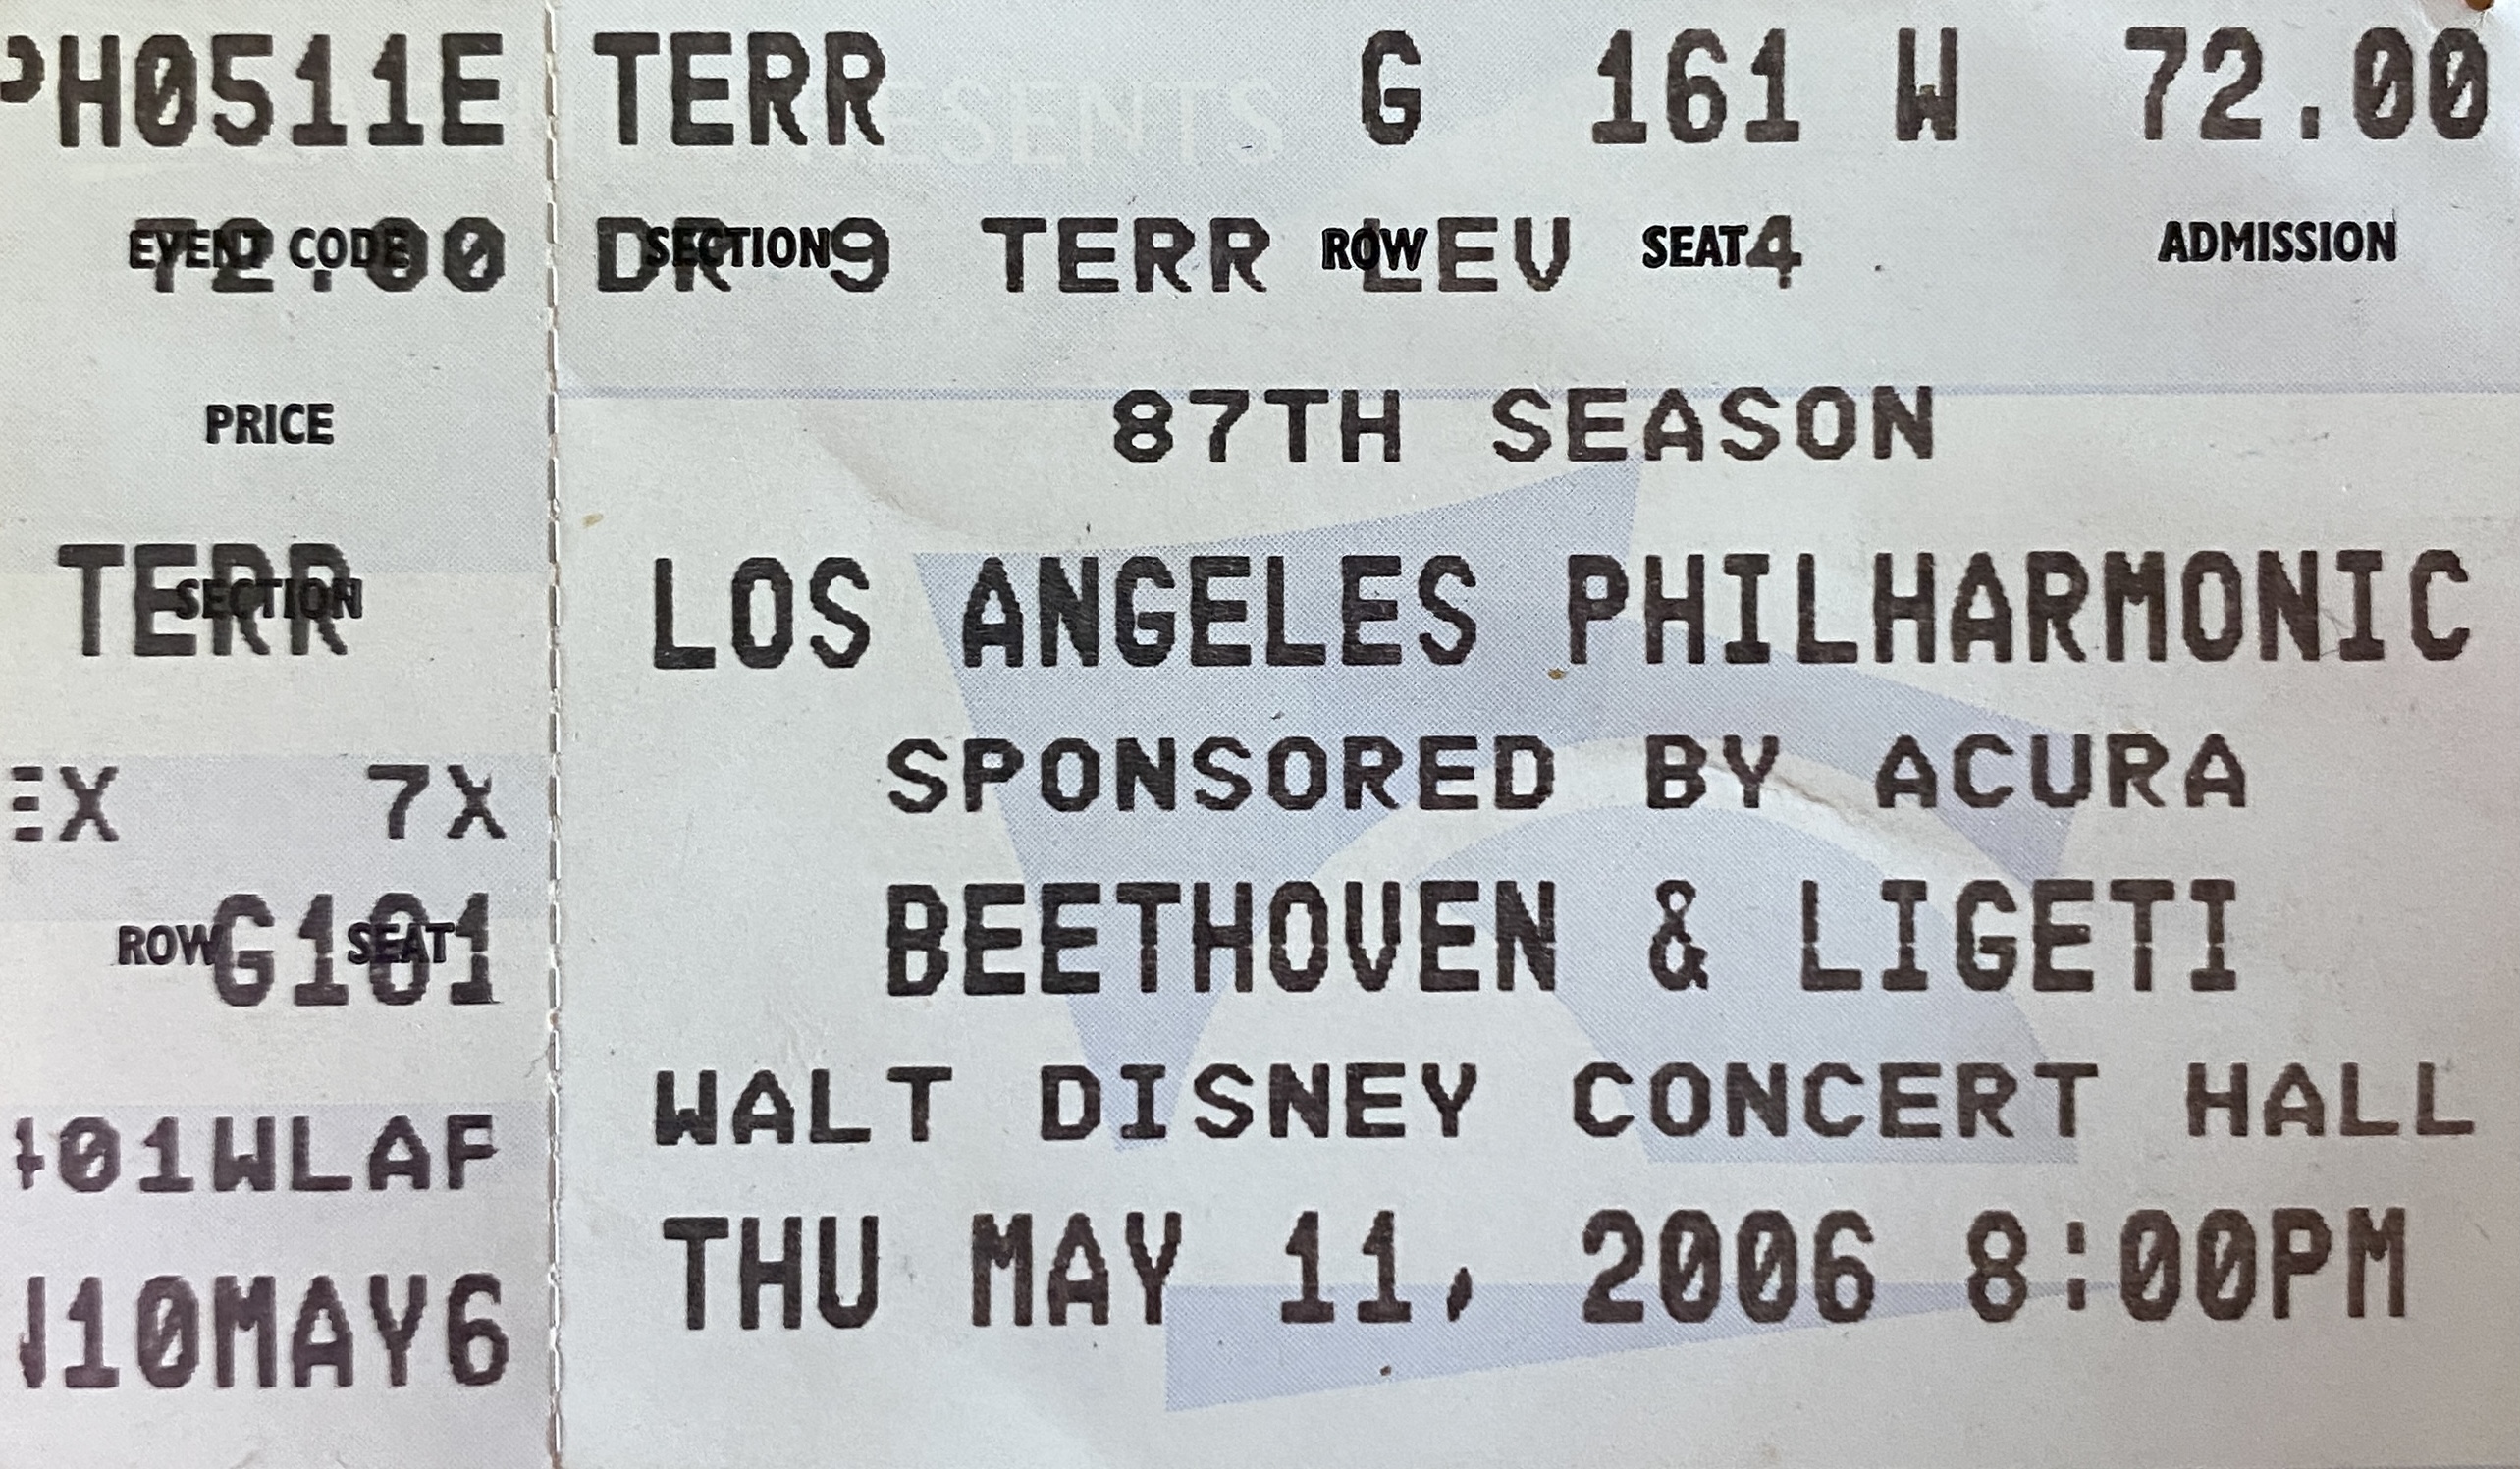 PH0511E TERR G 161 W 72.00
EVENT CODE SECTION ROW SEAT ADMISSION
72.00 DR 9 TERR LEV 4
PRICE
87TH SEASON
TERR
SECTION
LOS ANGELES PHILHARMONIC
EX 7X
SPONSORED BY ACURA
ROW SEAT
BEETHOVEN & LIGETI
01WLAF
WALT DISNEY CONCERT HALL
10MAY6
THU MAY 11, 2006 8:00PM